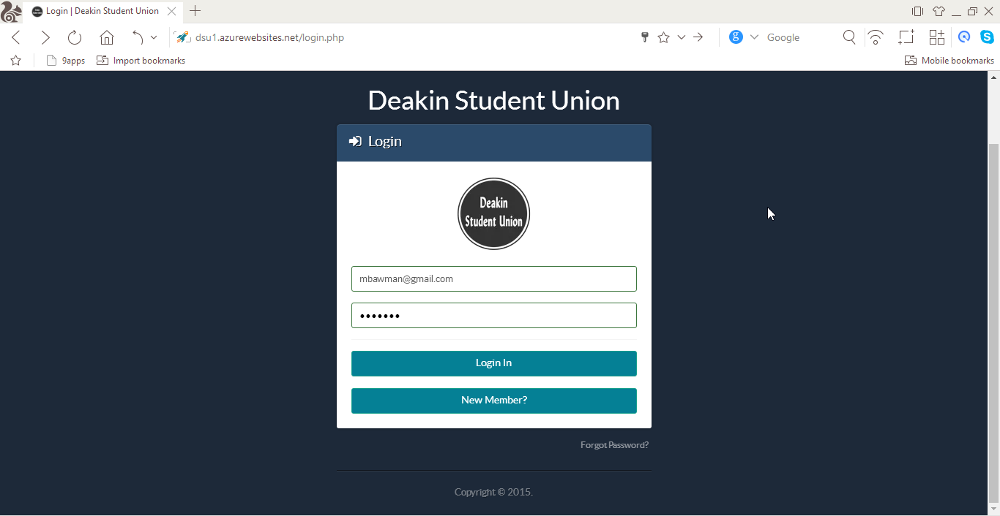 Login | Deakin Student Union
dsu1.azurewebsites.net/login.php
g
Google
S
9apps
Import bookmarks
Mobile bookmarks
Deakin Student Union
Login
Deakin
Student Union
mbawman@gmail.com
Login In
New Member?
Forgot Password?
Copyright © 2015.